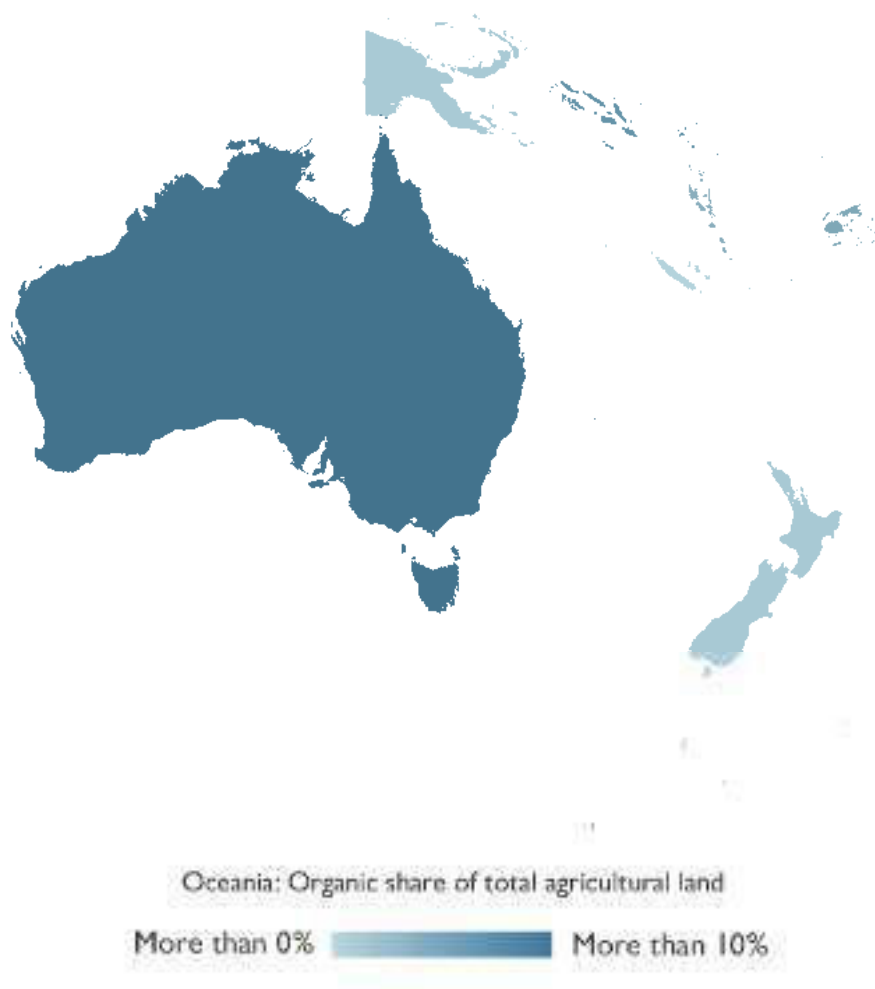 Oceania: Organic share of total agricultural land
More than 0% More than 10%